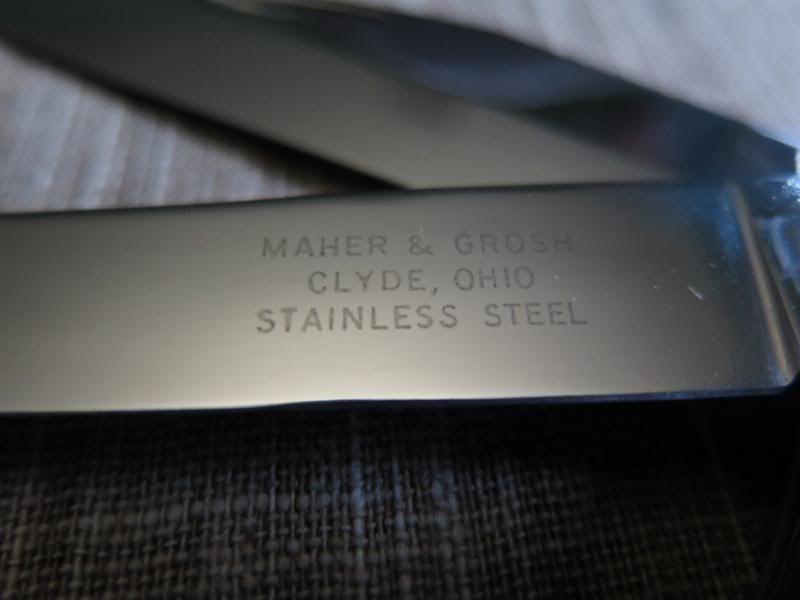 MAHER & GROSH
CLYDE, OHIO
STAINLESS STEEL